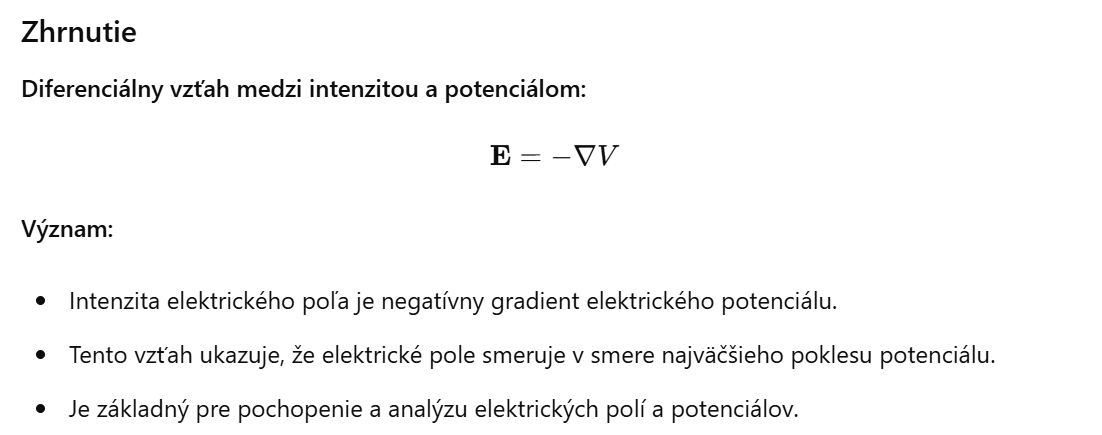 Zhrnutie
Diferenciálny vzťah medzi intenzitou a potenciálom:
E = −∇V
Význam:
• Intenzita elektrického poľa je negatívny gradient elektrického potenciálu.
• Tento vzťah ukazuje, že elektrické pole smeruje v smere najväčšieho poklesu potenciálu.
• Je základný pre pochopenie a analýzu elektrických polí a potenciálov.